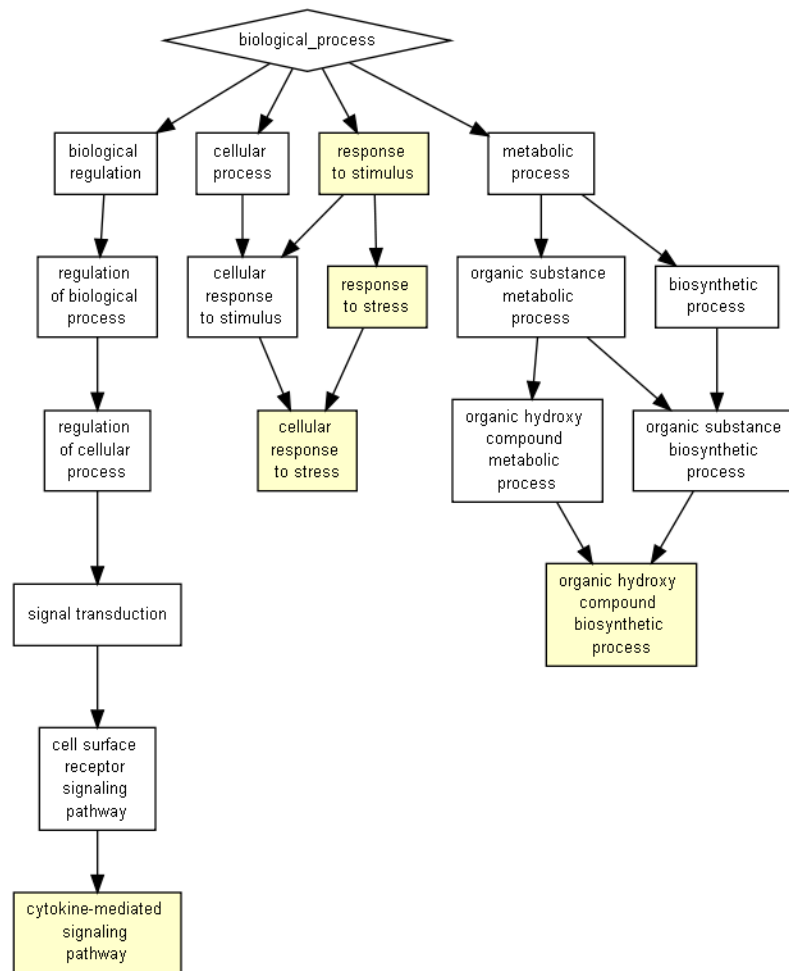 biological_process
biological
regulation
cellular
process
response
to stimulus
metabolic
process
regulation
of biological
process
cellular
response
to stimulus
response
to stress
organic substance
metabolic
process
biosynthetic
process
regulation
of cellular
process
cellular
response
to stress
organic hydroxy
compound
metabolic
process
organic substance
biosynthetic
process
signal transduction
organic hydroxy
compound
biosynthetic
process
cell surface
receptor
signaling
pathway
cytokine-mediated
signaling
pathway